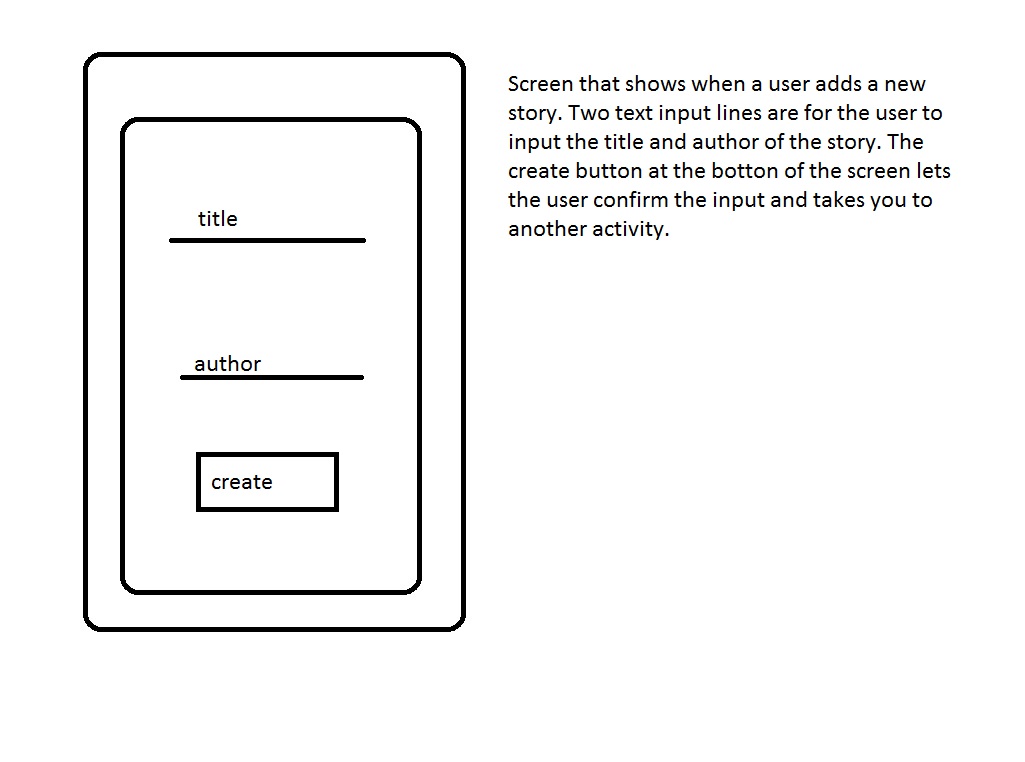 title
author
create
Screen that shows when a user adds a new
story. Two text input lines are for the user to
input the title and author of the story. The
create button at the botton of the screen lets
the user confirm the input and takes you to
another activity.